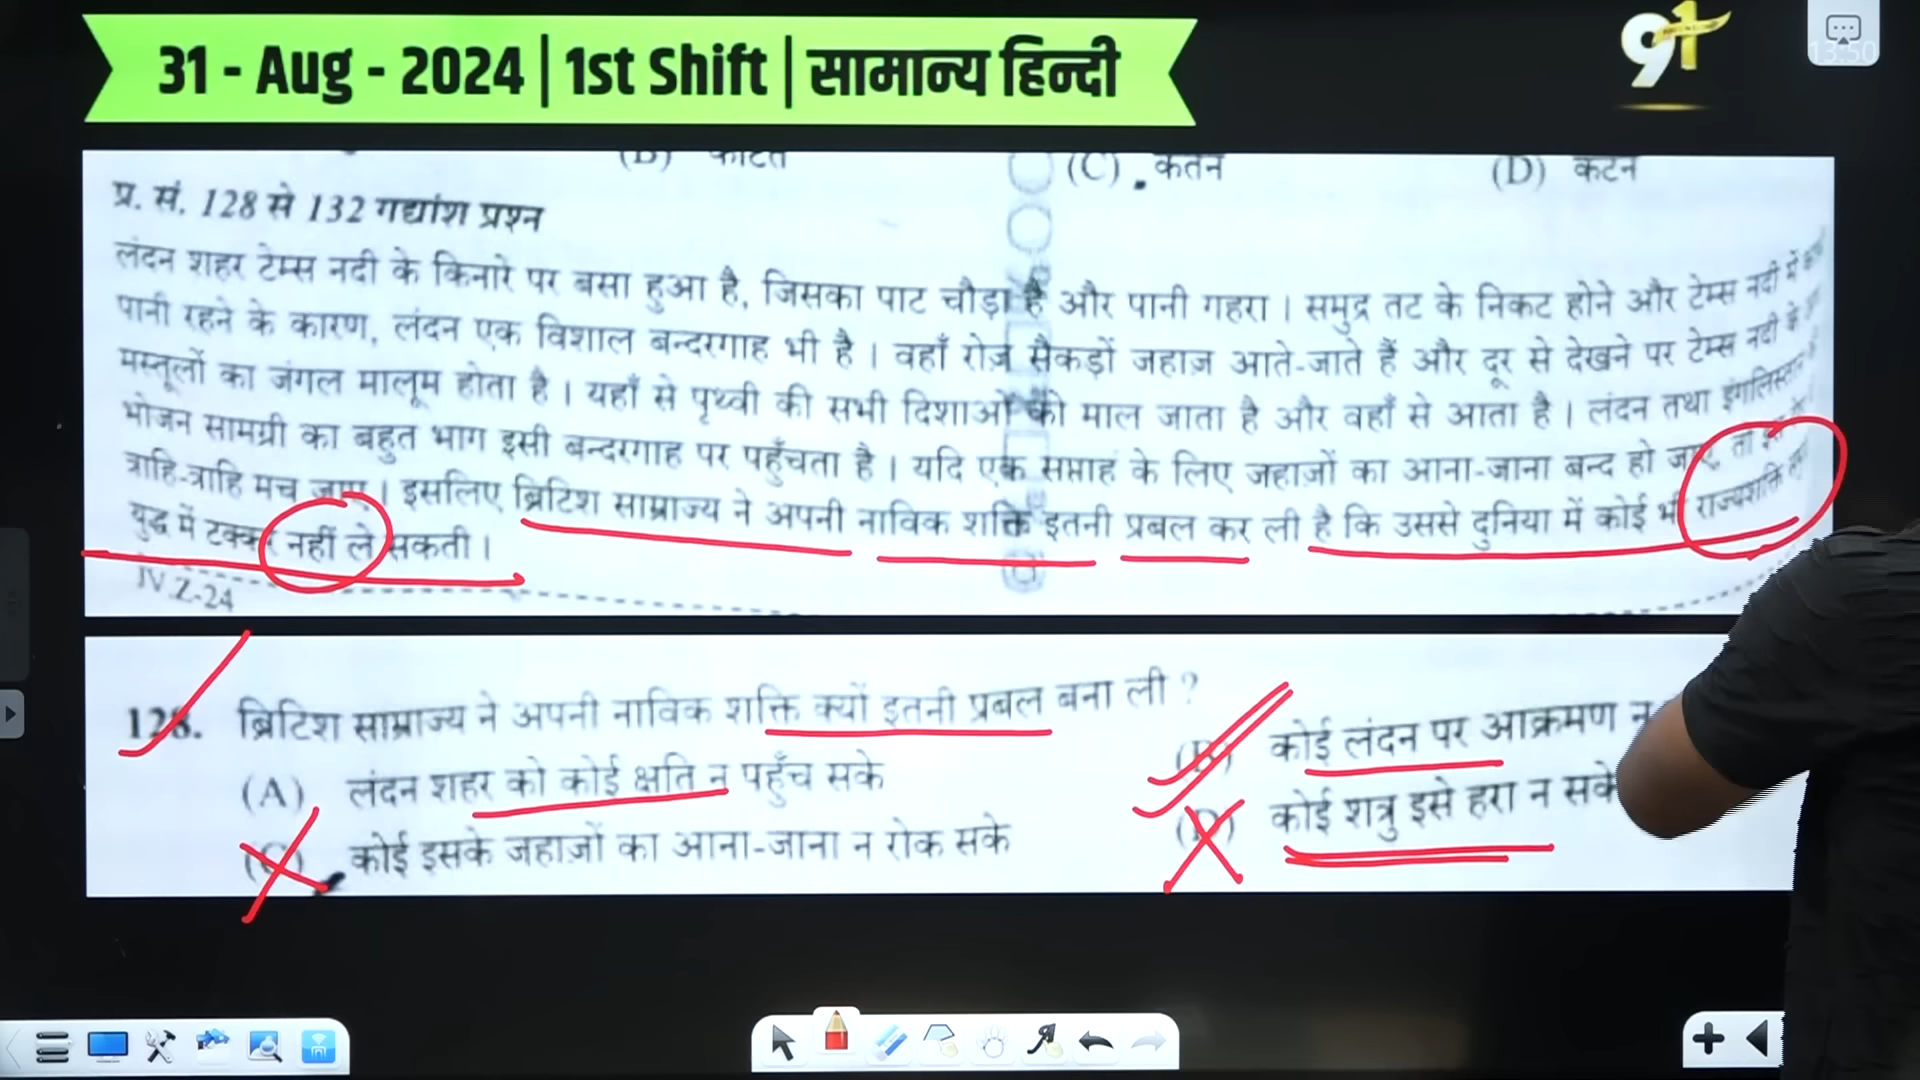 31 - Aug - 2024 | 1st Shift | सामान्य हिन्दी
91
13:50
(C) कतन (D) कटन
प्र. सं. 128 से 132 गद्यांश प्रश्न
लंदन शहर टेम्स नदी के किनारे पर बसा हुआ है, जिसका पाट चौड़ा है और पानी गहरा । समुद्र तट के निकट होने और टेम्स नदी में
पानी रहने के कारण, लंदन एक विशाल बन्दरगाह भी है । वहाँ रोज़ सैकड़ों जहाज़ आते-जाते हैं और दूर से देखने पर टेम्स नदी के
मस्तूलों का जंगल मालूम होता है । यहाँ से पृथ्वी की सभी दिशाओं को माल जाता है और वहाँ से आता है । लंदन तथा इंगलिस्तान
भोजन सामग्री का बहुत भाग इसी बन्दरगाह पर पहुँचता है । यदि एक सप्ताह के लिए जहाज़ों का आना-जाना बन्द हो जाए, तो
त्राहि-त्राहि मच जाए । इसलिए ब्रिटिश साम्राज्य ने अपनी नाविक शक्ति इतनी प्रबल कर ली है कि उससे दुनिया में कोई भी राज्यशक्ति
युद्ध में टक्कर नहीं ले सकती ।
IV.Z-24
128. ब्रिटिश साम्राज्य ने अपनी नाविक शक्ति क्यों इतनी प्रबल बना ली ?
(A) लंदन शहर को कोई क्षति न पहुँच सके (B) कोई लंदन पर आक्रमण न
(C) कोई इसके जहाज़ों का आना-जाना न रोक सके (D) कोई शत्रु इसे हरा न सके